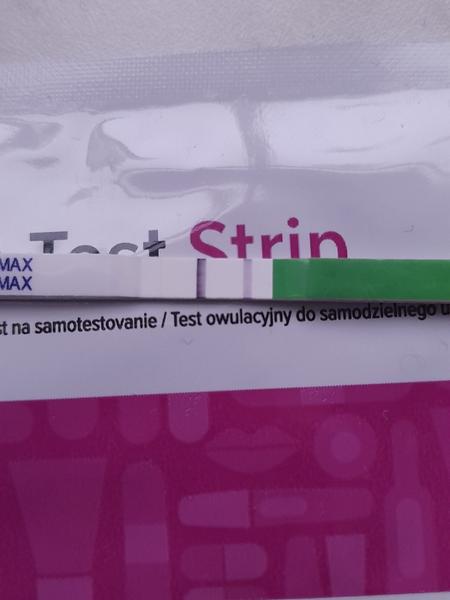 Test Strip
MAX
MAX
st na samotestovanie / Test owulacyjny do samodzielnego u